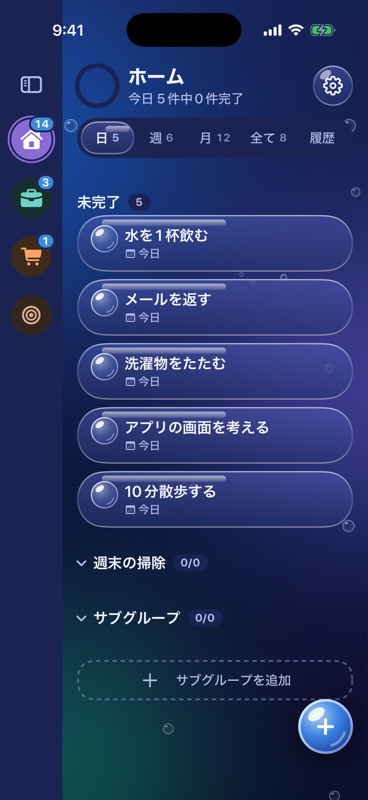 9:41
ホーム
今日 5 件中 0 件完了
14
日 5 週 6 月 12 全て 8 履歴
3
未完了 5
1
水を1杯飲む
今日
メールを返す
今日
洗濯物をたたむ
今日
アプリの画面を考える
今日
10分散歩する
今日
週末の掃除 0/0
サブグループ 0/0
サブグループを追加